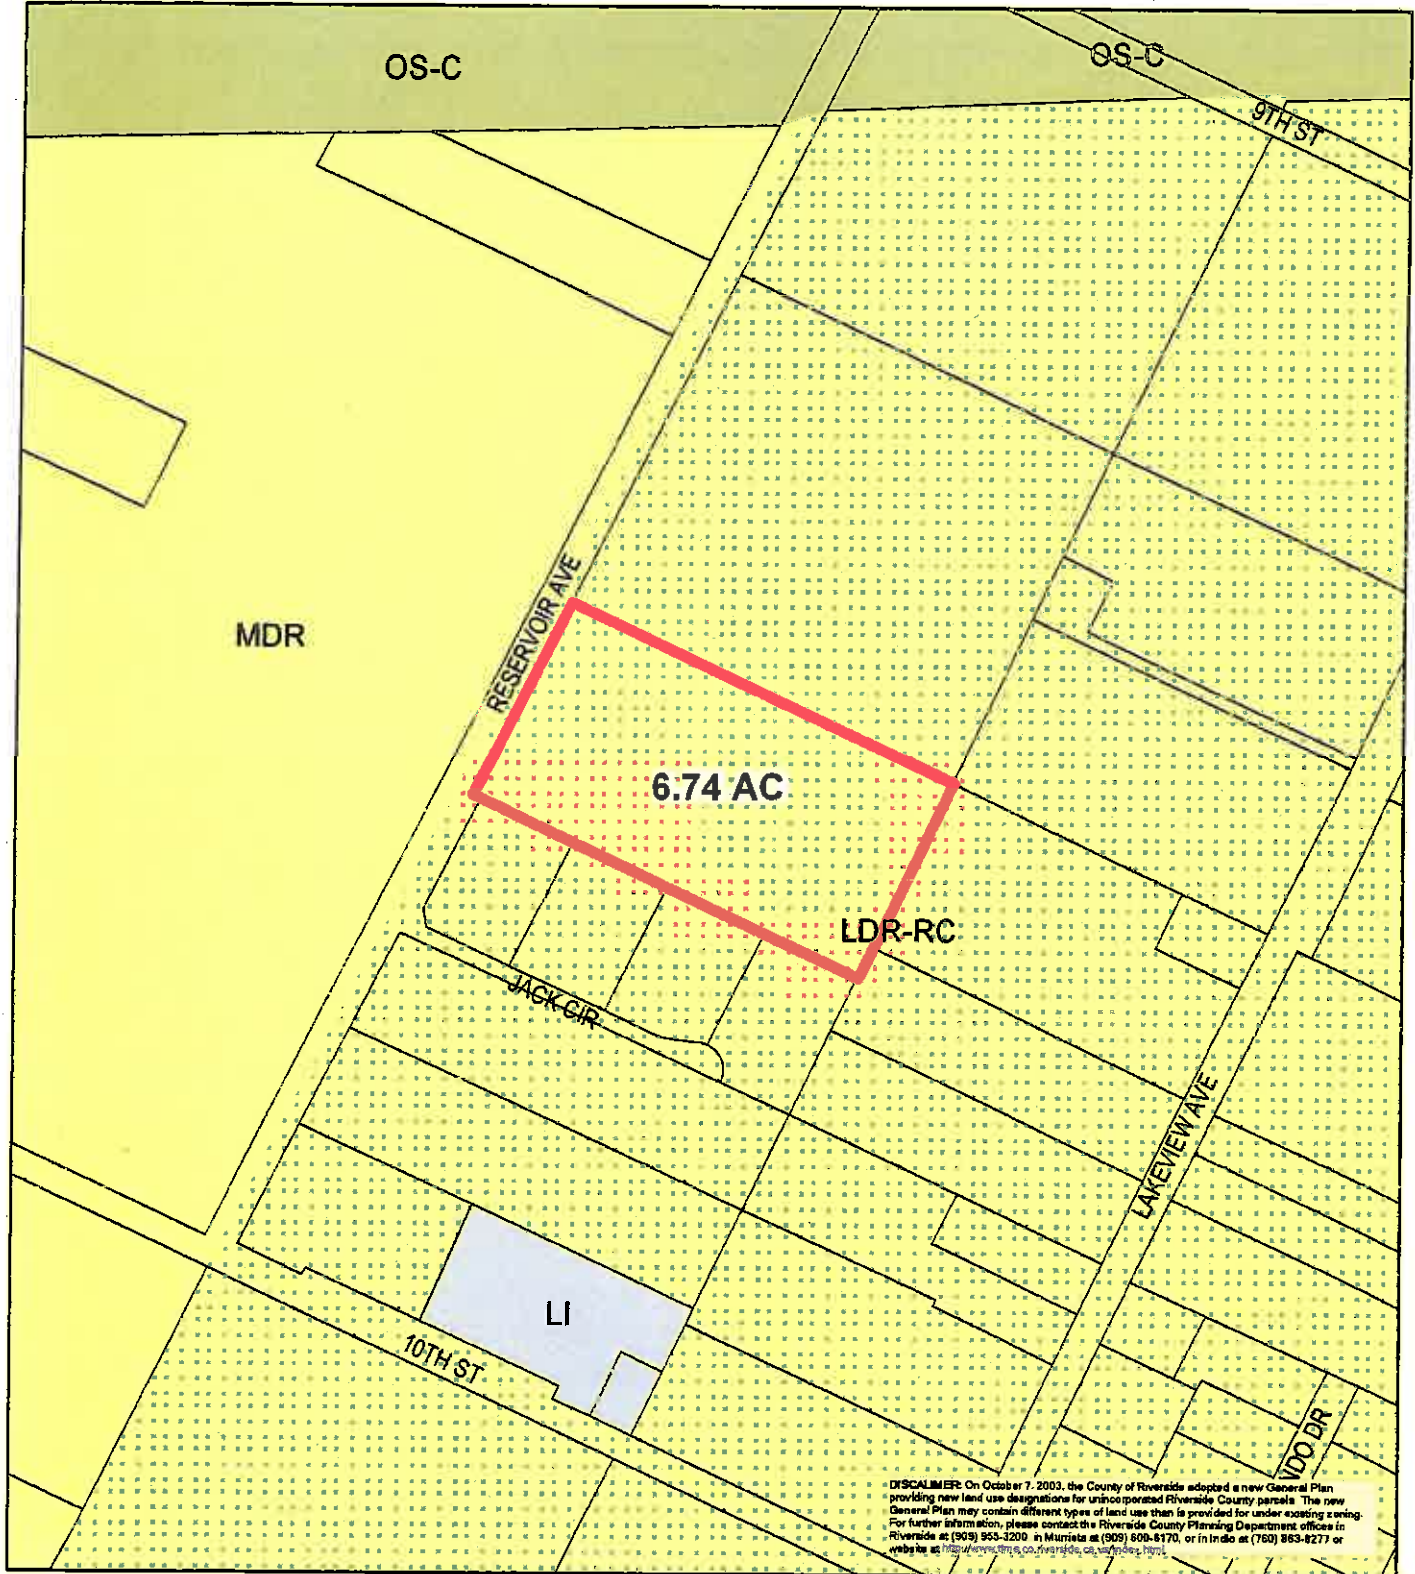 OS-C
OS-C
9TH ST
RESERVOIR AVE
MDR
6.74 AC
LDR-RC
JACK CIR
LAKEVIEW AVE
LI
10TH ST
NDO DR
DISCALIMER: On October 7, 2003, the County of Riverside adopted a new General Plan
providing new land use designations for unincorporated Riverside County parcels. The new
General Plan may contain different types of land use than is provided for under existing zoning.
For further information, please contact the Riverside County Planning Department offices in
Riverside at (909) 955-3200, in Murrieta at (909) 600-6170, or in Indio at (760) 863-8277 or
website at